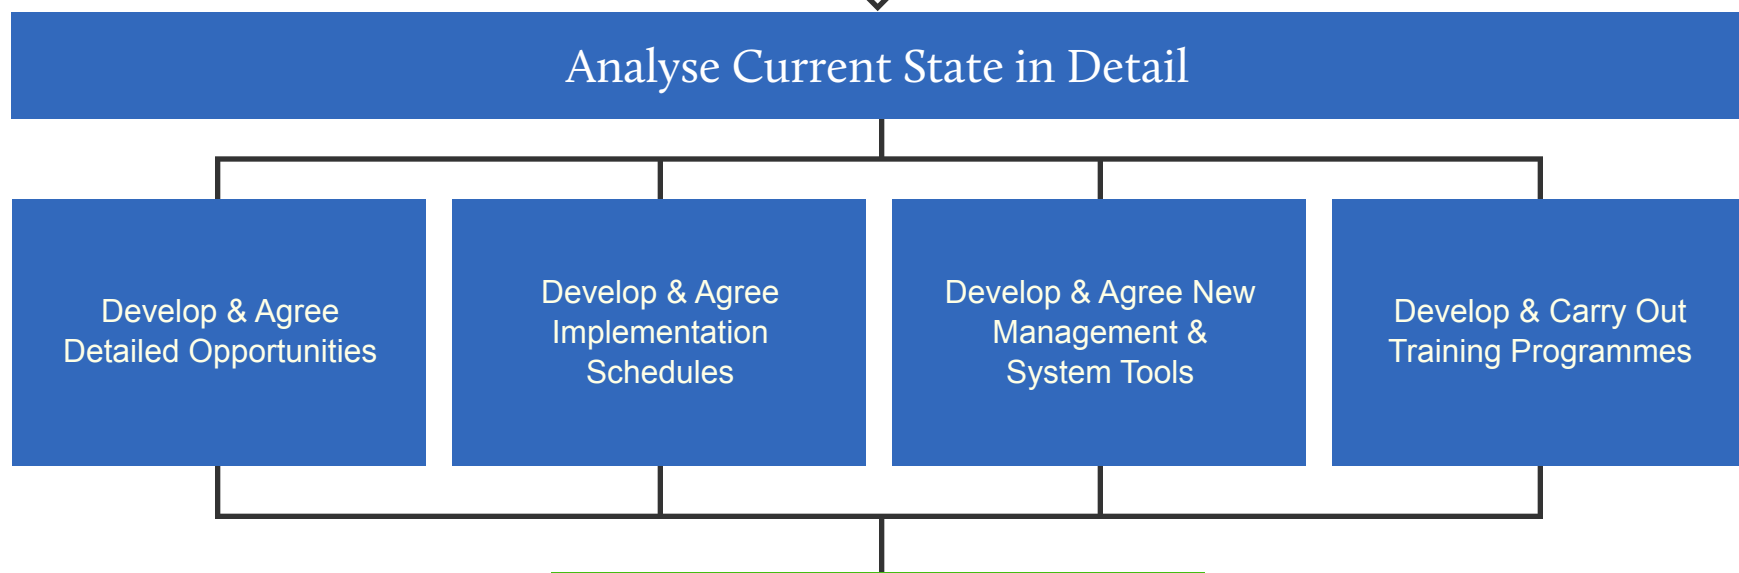 Analyse Current State in Detail
Develop & Agree
Detailed Opportunities
Develop & Agree
Implementation
Schedules
Develop & Agree New
Management &
System Tools
Develop & Carry Out
Training Programmes